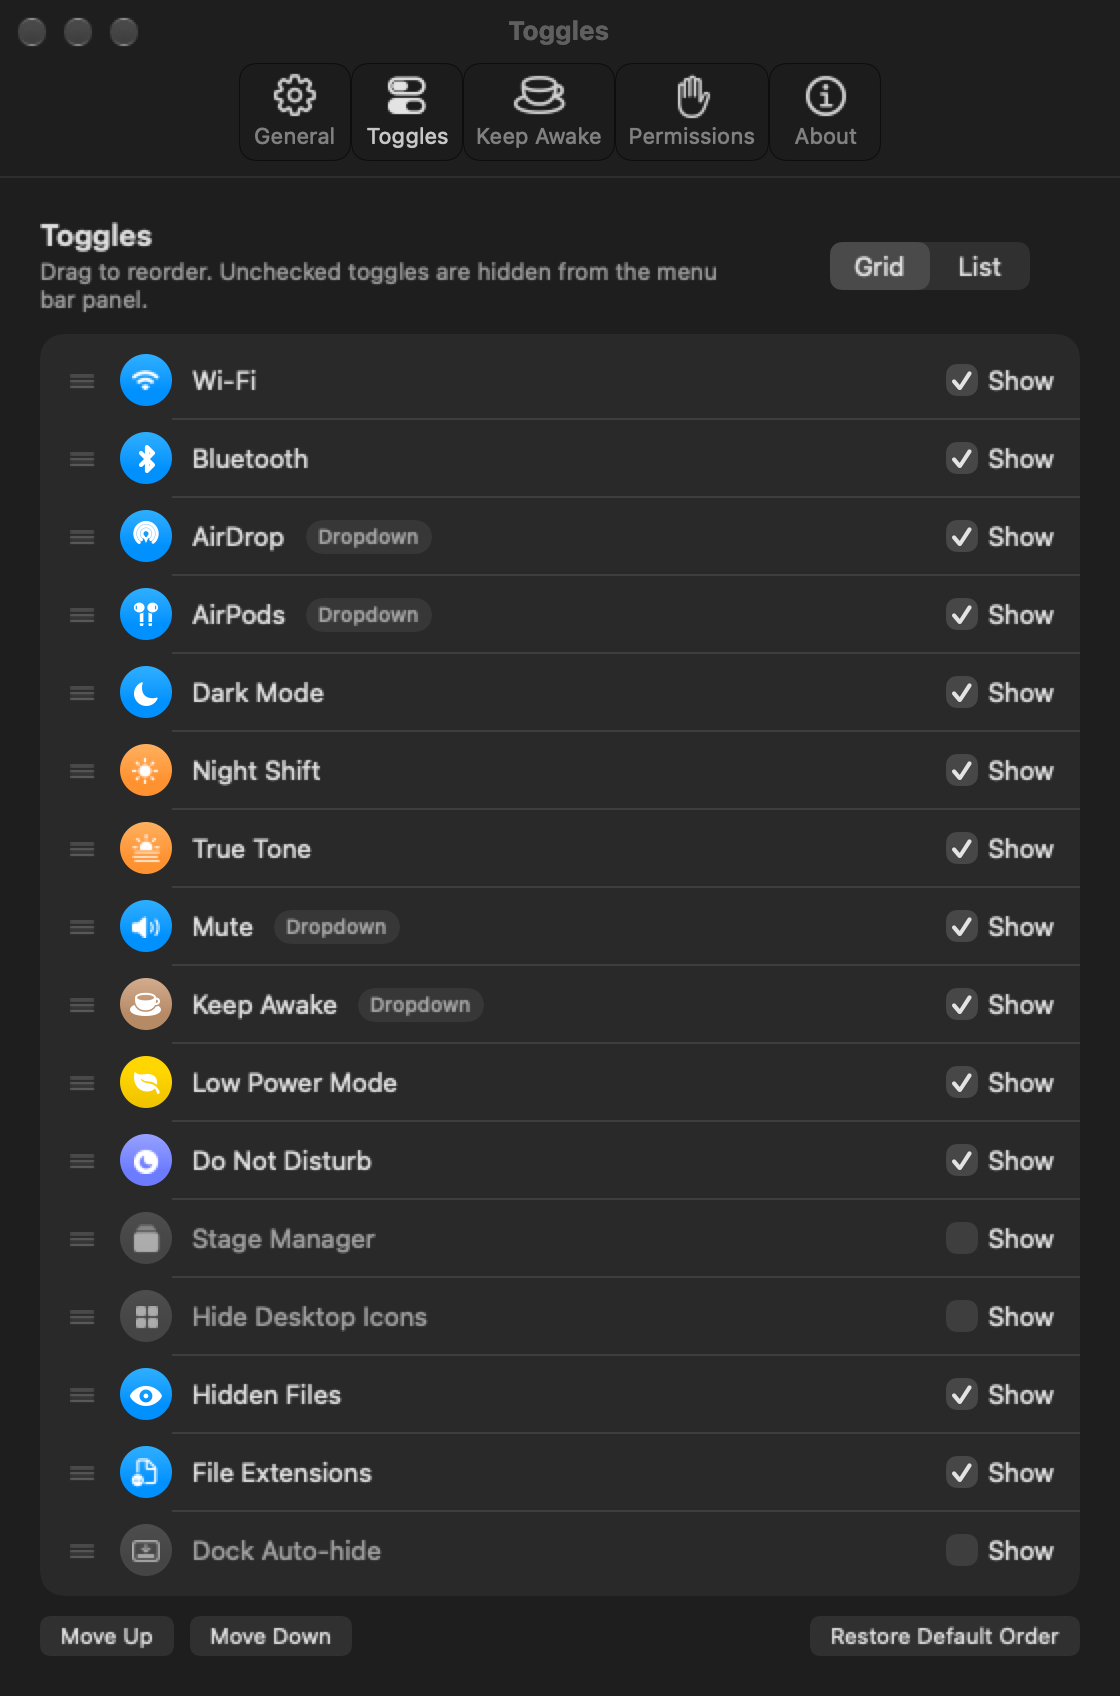 Toggles
General
Toggles
Keep Awake
Permissions
About
Toggles
Drag to reorder. Unchecked toggles are hidden from the menu
bar panel.
Grid
List
Wi-Fi
Show
Bluetooth
Show
AirDrop
Dropdown
Show
AirPods
Dropdown
Show
Dark Mode
Show
Night Shift
Show
True Tone
Show
Mute
Dropdown
Show
Keep Awake
Dropdown
Show
Low Power Mode
Show
Do Not Disturb
Show
Stage Manager
Show
Hide Desktop Icons
Show
Hidden Files
Show
File Extensions
Show
Dock Auto-hide
Show
Move Up
Move Down
Restore Default Order